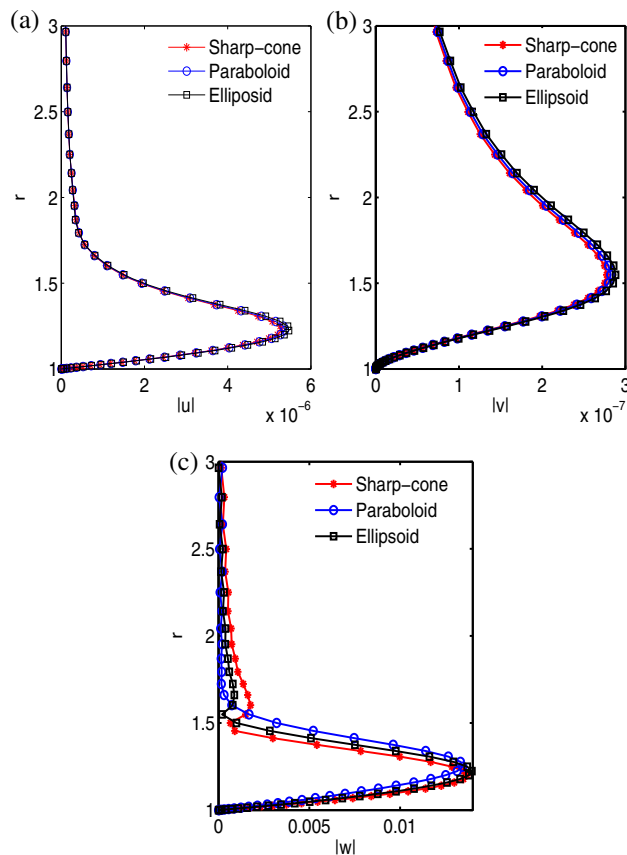 (a)
3
2.5
2
1.5
1
r
Sharp-cone
Paraboloid
Elliposid
0
2
4
6
|u|
x 10⁻⁶
(b)
3
2.5
2
1.5
1
r
Sharp-cone
Paraboloid
Ellipsoid
0
1
2
3
|v|
x 10⁻⁷
(c)
3
2.5
2
1.5
1
r
Sharp-cone
Paraboloid
Ellipsoid
0
0.005
0.01
|w|